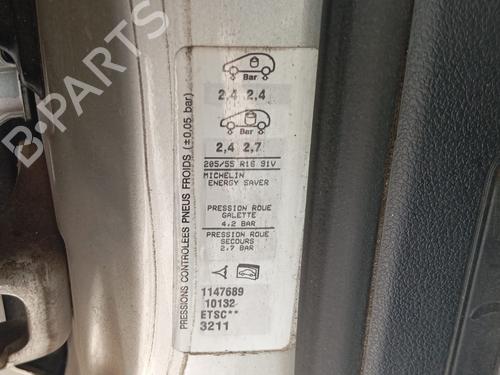 PRESSIONS CONTROLEES PNEUS FROIDS (±0,05 bar)
Bar
2,4 2,4
Bar
2,4 2,7
205/55 R16 91V
MICHELIN
ENERGY SAVER
PRESSION ROUE
GALETTE
4.2 BAR
PRESSION ROUE
SECOURS
2.7 BAR
1147689
10132
ETSC**
3211
B-PARTS